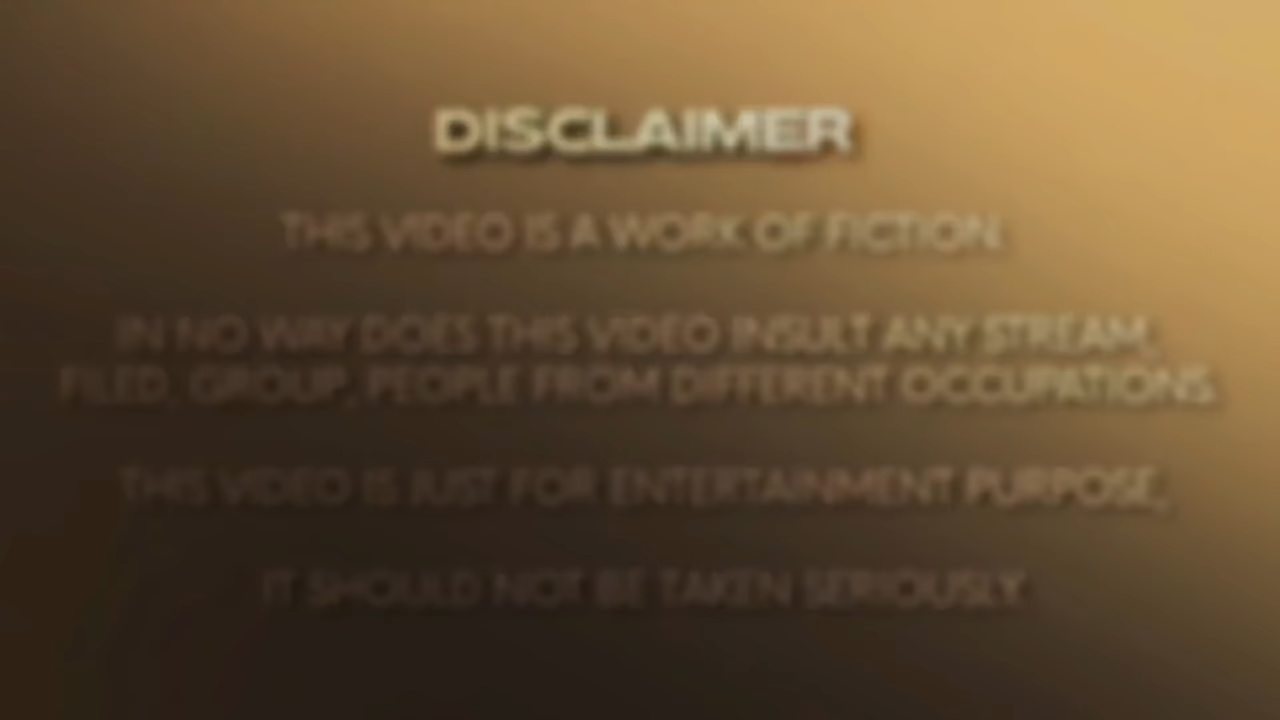 DISCLAIMER
THIS VIDEO IS A WORK OF FICTION.
IN NO WAY DOES THIS VIDEO INSULT ANY STREAM,
FILED, GROUP, PEOPLE FROM DIFFERENT OCCUPATIONS.
THIS VIDEO IS JUST FOR ENTERTAINMENT PURPOSE,
IT SHOULD NOT BE TAKEN SERIOUSLY.